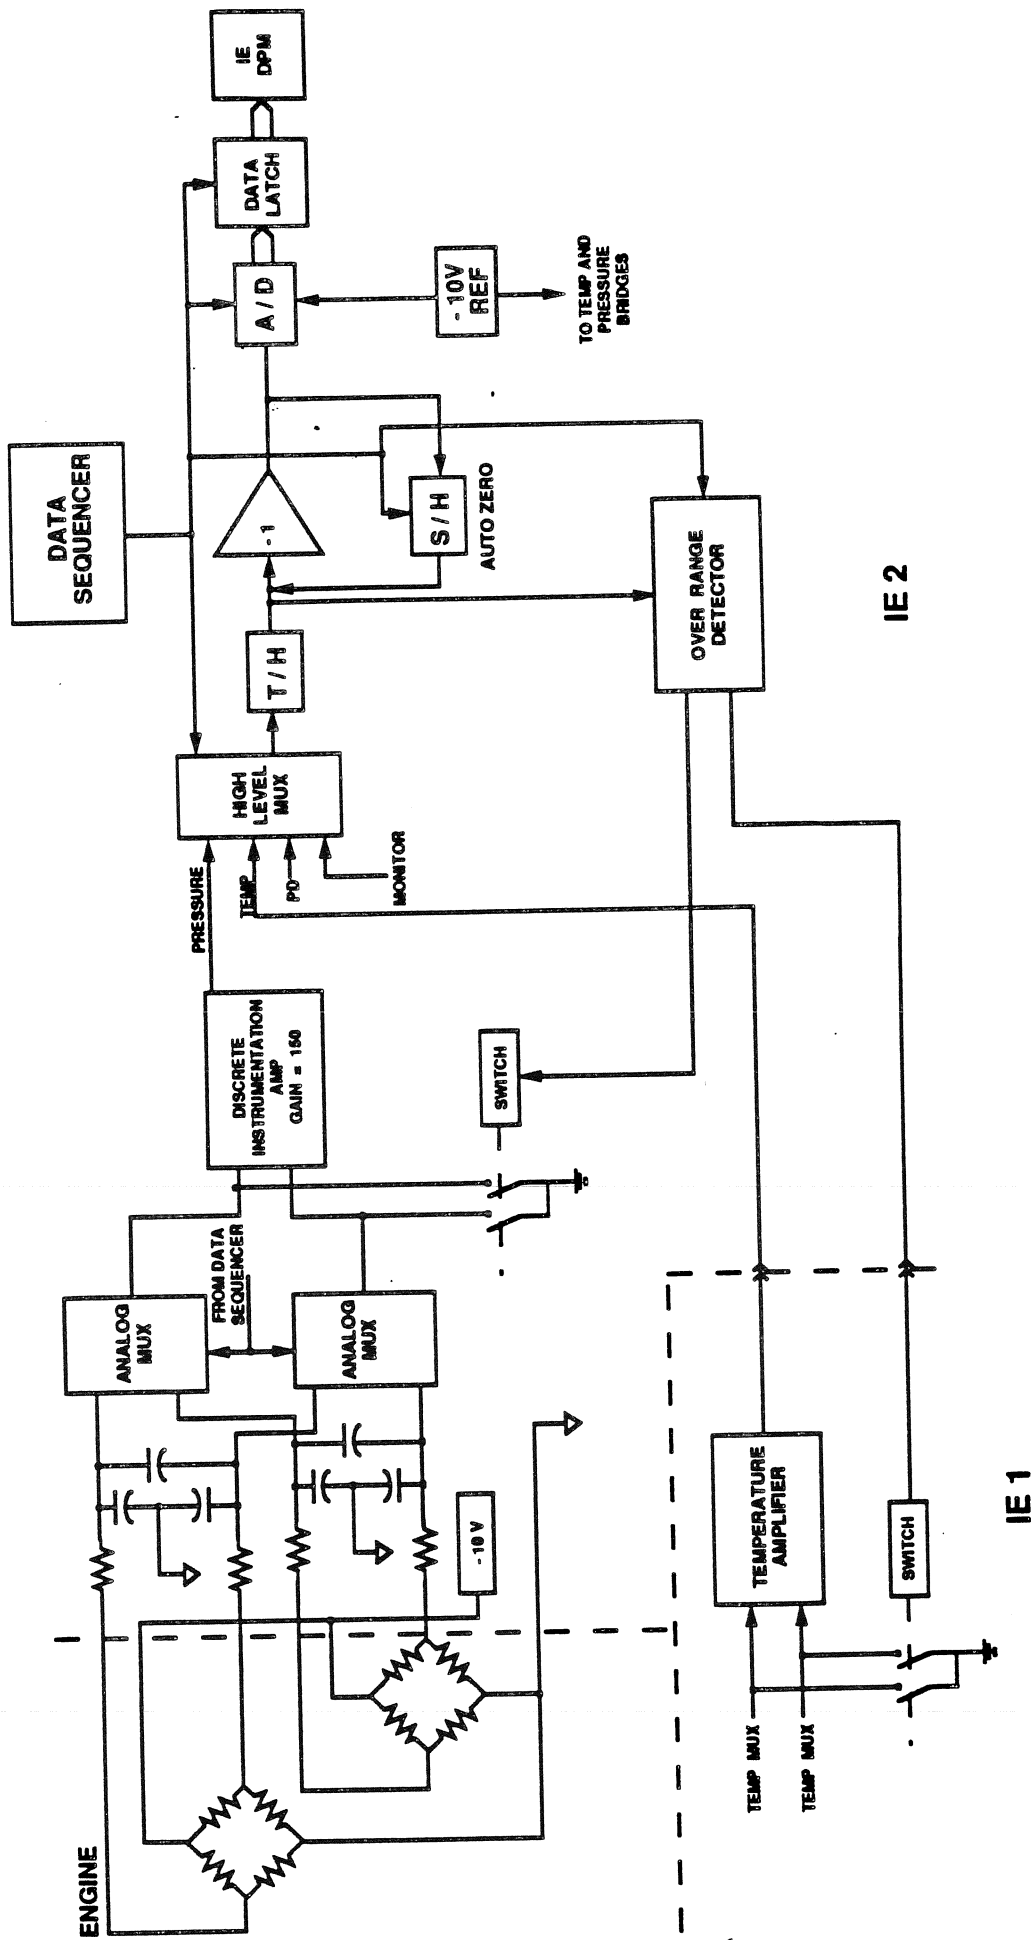 ENGINE
ANALOG
MUX
FROM DATA
SEQUENCER
ANALOG
MUX
- 10 V
DISCRETE
INSTRUMENTATION
AMP
GAIN = 150
PRESSURE
TEMP
PD
MONITOR
HIGH
LEVEL
MUX
T / H
- 1
S / H
AUTO ZERO
DATA
SEQUENCER
A / D
DATA
LATCH
IE
DPM
- 10V
REF
TO TEMP AND
PRESSURE
BRIDGES
SWITCH
OVER RANGE
DETECTOR
IE 2
TEMP MUX
TEMP MUX
TEMPERATURE
AMPLIFIER
SWITCH
IE 1